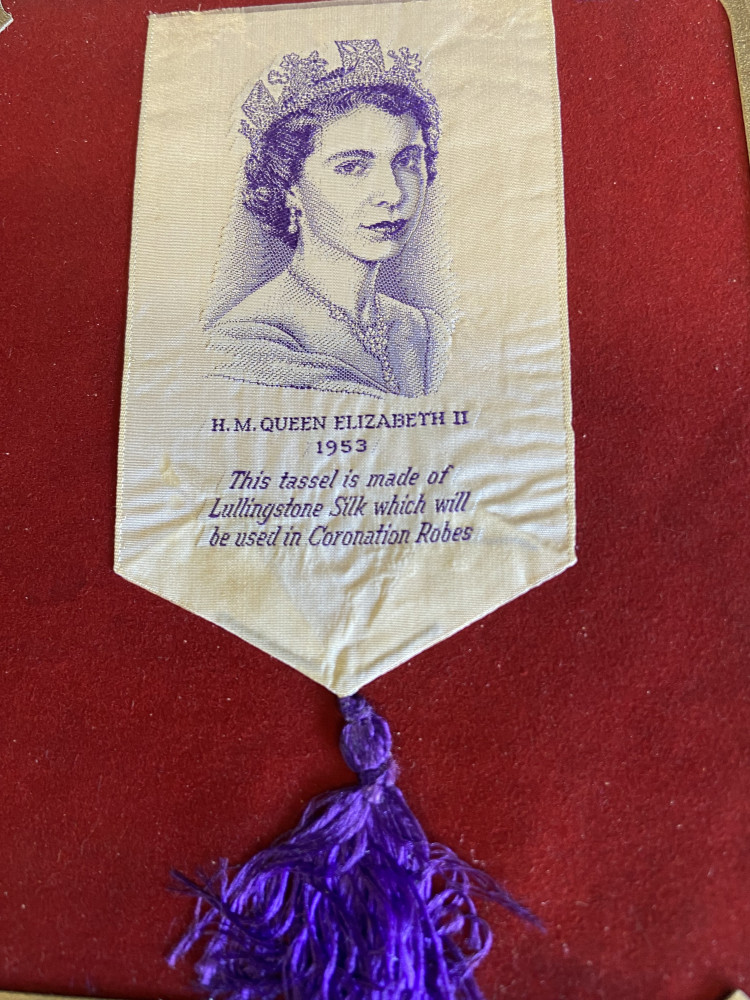 H. M. QUEEN ELIZABETH II
1953
This tassel is made of
Lullingstone Silk which will
be used in Coronation Robes